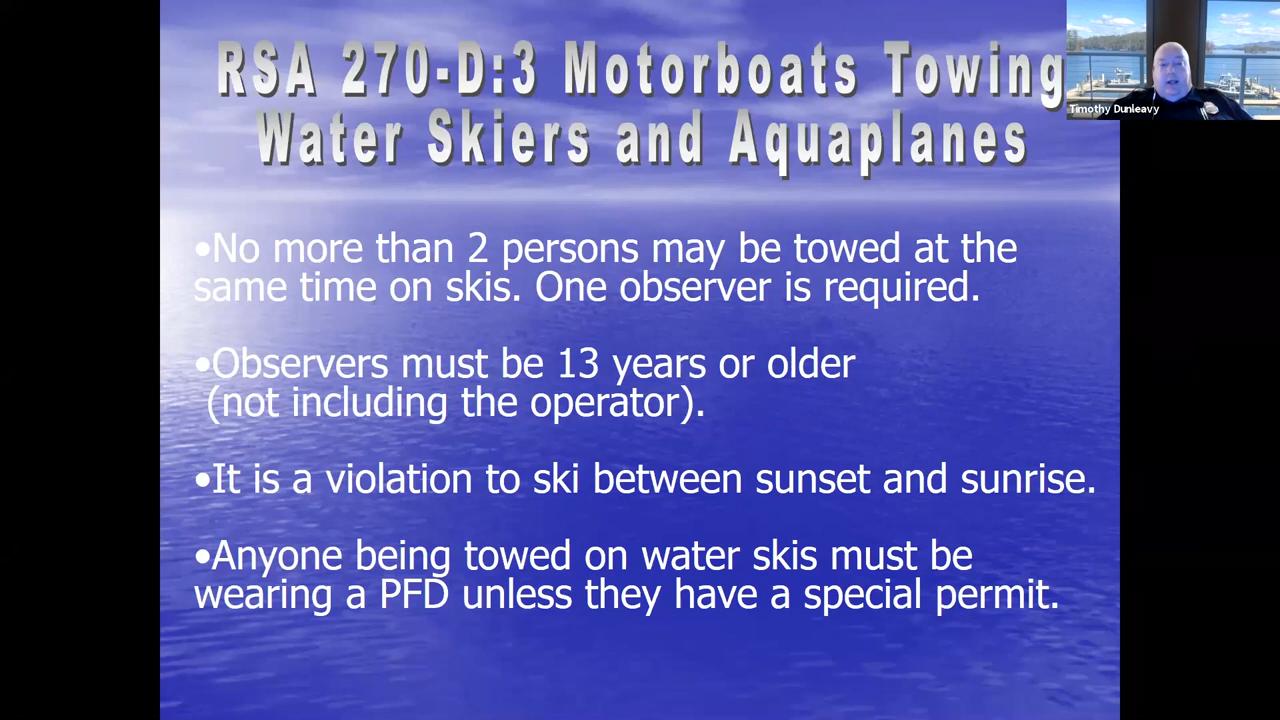 RSA 270-D:3 Motorboats Towing
Water Skiers and Aquaplanes
Timothy Dunleavy
•No more than 2 persons may be towed at the
same time on skis. One observer is required.
•Observers must be 13 years or older
(not including the operator).
•It is a violation to ski between sunset and sunrise.
•Anyone being towed on water skis must be
wearing a PFD unless they have a special permit.